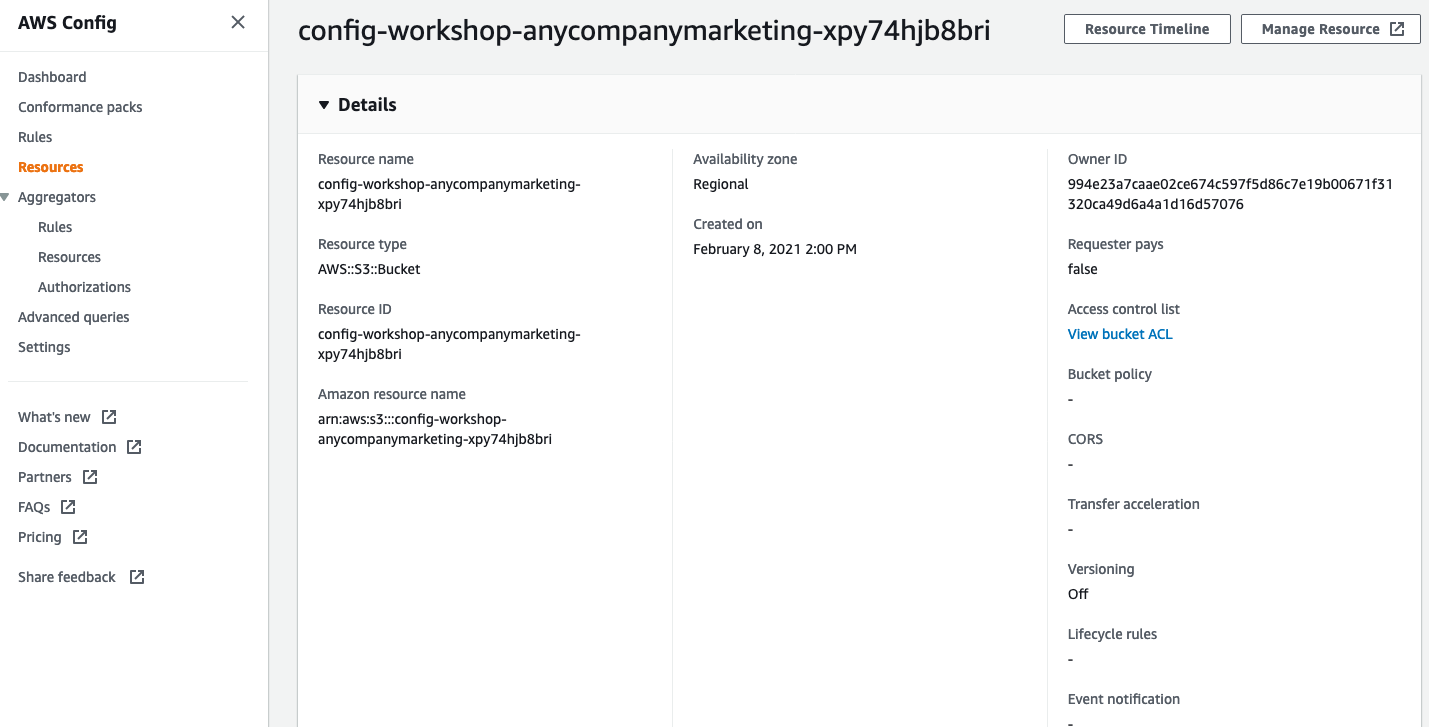 AWS Config
Dashboard
Conformance packs
Rules
Resources
Aggregators
Rules
Resources
Authorizations
Advanced queries
Settings
What's new
Documentation
Partners
FAQs
Pricing
Share feedback
config-workshop-anycompanymarketing-xpy74hjb8bri
Resource Timeline
Manage Resource
Details
Resource name
config-workshop-anycompanymarketing-
xpy74hjb8bri
Resource type
AWS::S3::Bucket
Resource ID
config-workshop-anycompanymarketing-
xpy74hjb8bri
Amazon resource name
arn:aws:s3:::config-workshop-
anycompanymarketing-xpy74hjb8bri
Availability zone
Regional
Created on
February 8, 2021 2:00 PM
Owner ID
994e23a7caae02ce674c597f5d86c7e19b00671f31
320ca49d6a4a1d16d57076
Requester pays
false
Access control list
View bucket ACL
Bucket policy
-
CORS
-
Transfer acceleration
-
Versioning
Off
Lifecycle rules
-
Event notification
-